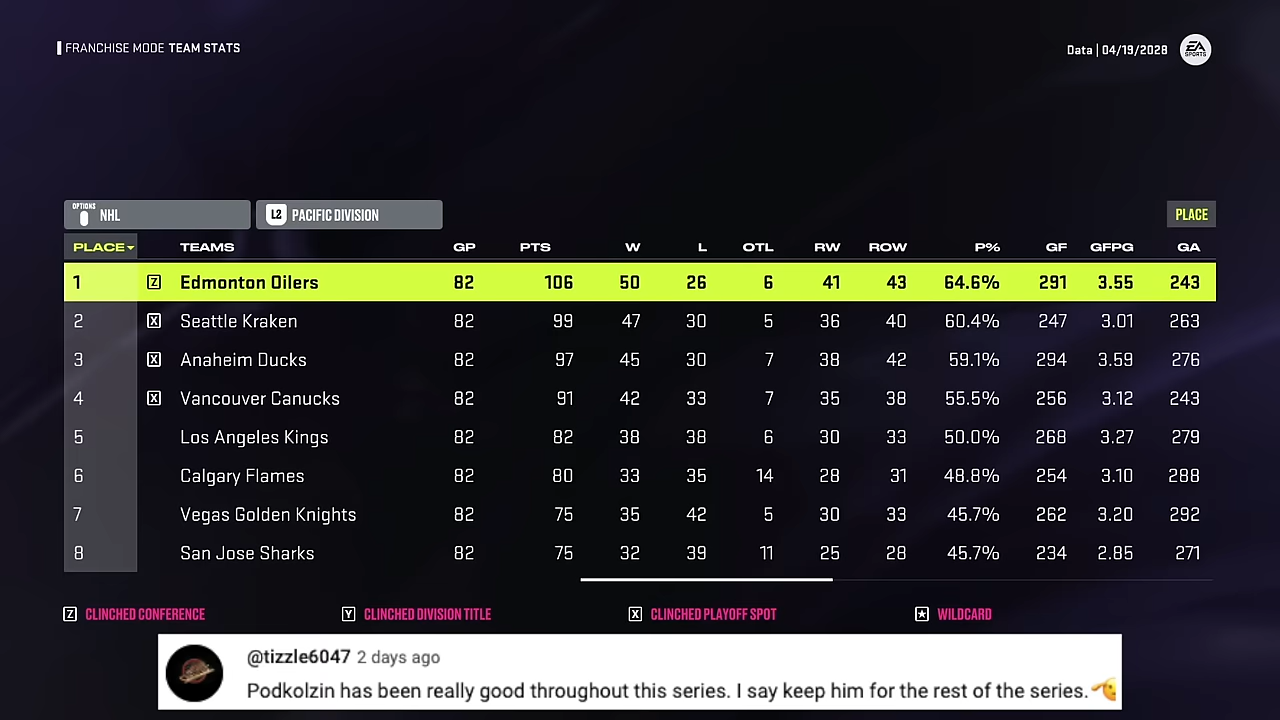 FRANCHISE MODE TEAM STATS
Data | 04/19/2028
EA SPORTS
OPTIONS NHL
L2 PACIFIC DIVISION
PLACE
PLACE TEAMS GP PTS W L OTL RW ROW P% GF GFPG GA
1 Z Edmonton Oilers 82 106 50 26 6 41 43 64.6% 291 3.55 243
2 X Seattle Kraken 82 99 47 30 5 36 40 60.4% 247 3.01 263
3 X Anaheim Ducks 82 97 45 30 7 38 42 59.1% 294 3.59 276
4 X Vancouver Canucks 82 91 42 33 7 35 38 55.5% 256 3.12 243
5 Los Angeles Kings 82 82 38 38 6 30 33 50.0% 268 3.27 279
6 Calgary Flames 82 80 33 35 14 28 31 48.8% 254 3.10 288
7 Vegas Golden Knights 82 75 35 42 5 30 33 45.7% 262 3.20 292
8 San Jose Sharks 82 75 32 39 11 25 28 45.7% 234 2.85 271
Z CLINCHED CONFERENCE Y CLINCHED DIVISION TITLE X CLINCHED PLAYOFF SPOT ★ WILDCARD
@tizzle6047 2 days ago
Podkolzin has been really good throughout this series. I say keep him for the rest of the series.🫡